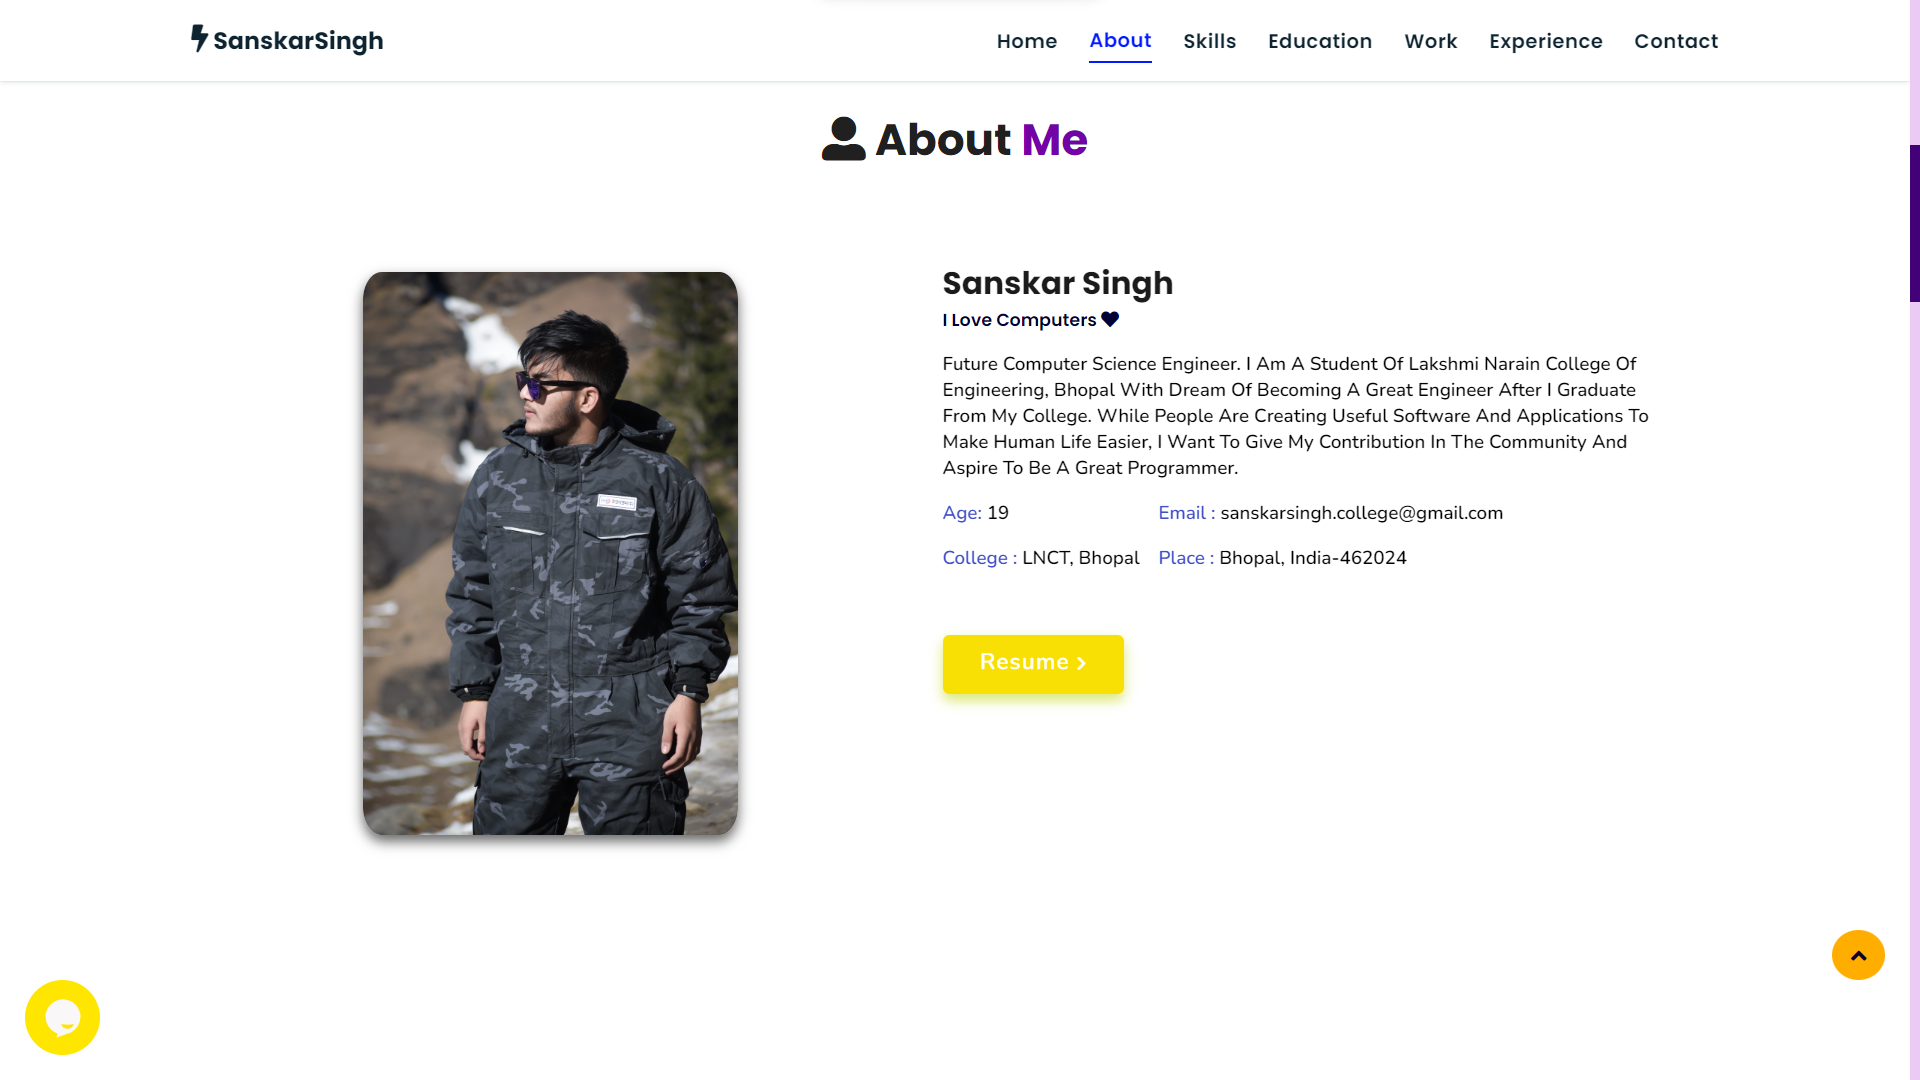 SanskarSingh
Home About Skills Education Work Experience Contact
About Me
Sanskar Singh
I Love Computers
Future Computer Science Engineer. I Am A Student Of Lakshmi Narain College Of
Engineering, Bhopal With Dream Of Becoming A Great Engineer After I Graduate
From My College. While People Are Creating Useful Software And Applications To
Make Human Life Easier, I Want To Give My Contribution In The Community And
Aspire To Be A Great Programmer.
Age: 19 Email : sanskarsingh.college@gmail.com
College : LNCT, Bhopal Place : Bhopal, India-462024
Resume